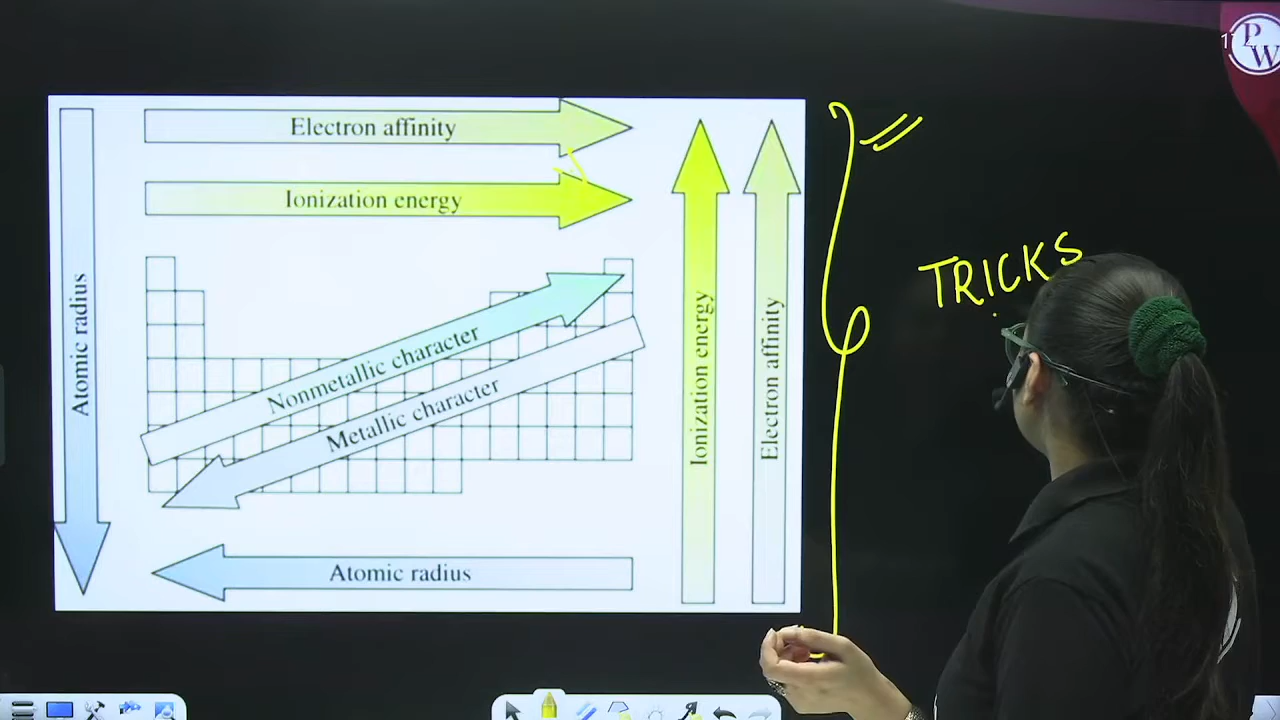 Electron affinity
Ionization energy
Atomic radius
Nonmetallic character
Metallic character
Atomic radius
Ionization energy
Electron affinity
TRICKS
PW